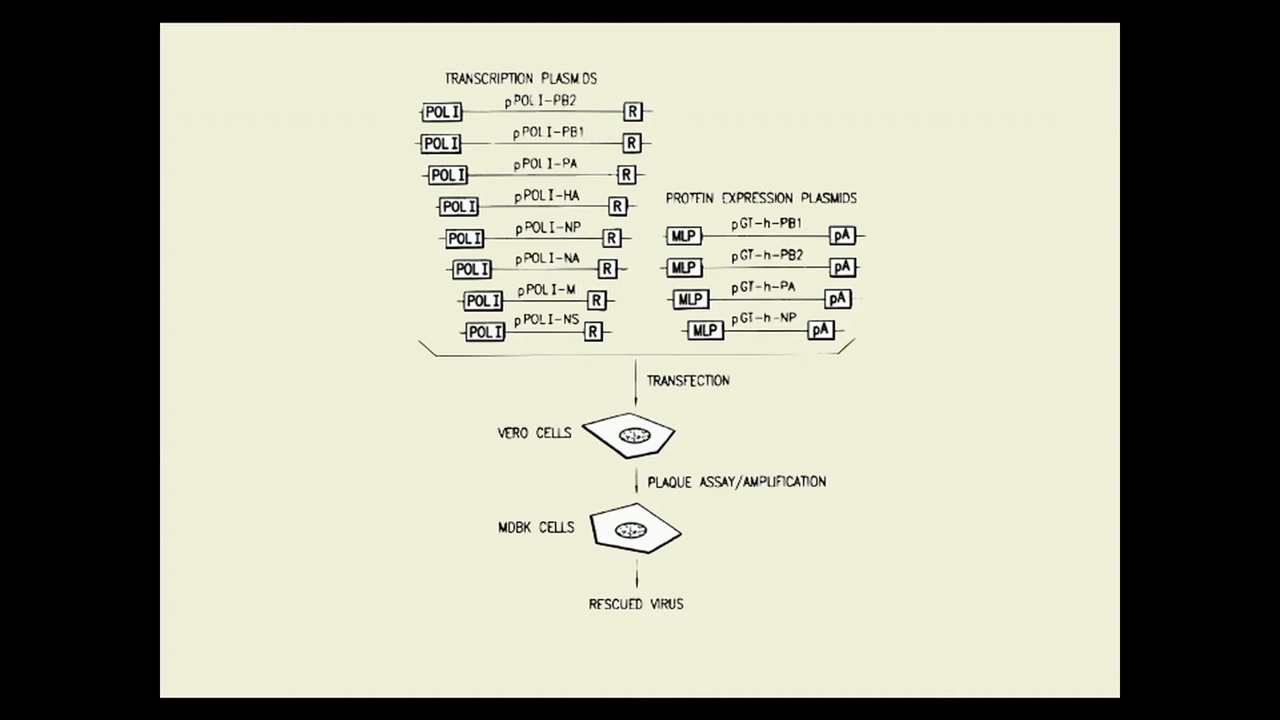 TRANSCRIPTION PLASMIDS
pPOL I-PB2
POL I R
pPOL I-PB1
POL I R
pPOL I-PA
POL I R
pPOL I-HA
POL I R
pPOL I-NP
POL I R
pPOL I-NA
POL I R
pPOL I-M
POL I R
pPOL I-NS
POL I R
PROTEIN EXPRESSION PLASMIDS
pGT-h-PB1
MLP pA
pGT-h-PB2
MLP pA
pGT-h-PA
MLP pA
pGT-h-NP
MLP pA
TRANSFECTION
VERO CELLS
PLAQUE ASSAY/AMPLIFICATION
MDBK CELLS
RESCUED VIRUS